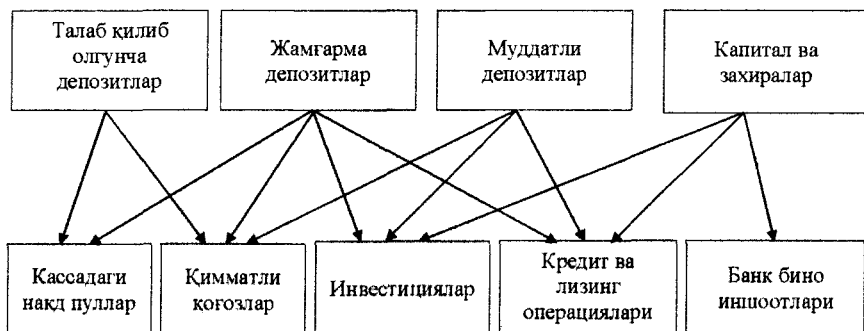 Талаб қилиб
олгунча
депозитлар
Жамғарма
депозитлар
Муддатли
депозитлар
Капитал ва
захиралар
Кассадаги
нақд пуллар
Қимматли
қоғозлар
Инвестициялар
Кредит ва
лизинг
операциялари
Банк бино
иншоотлари